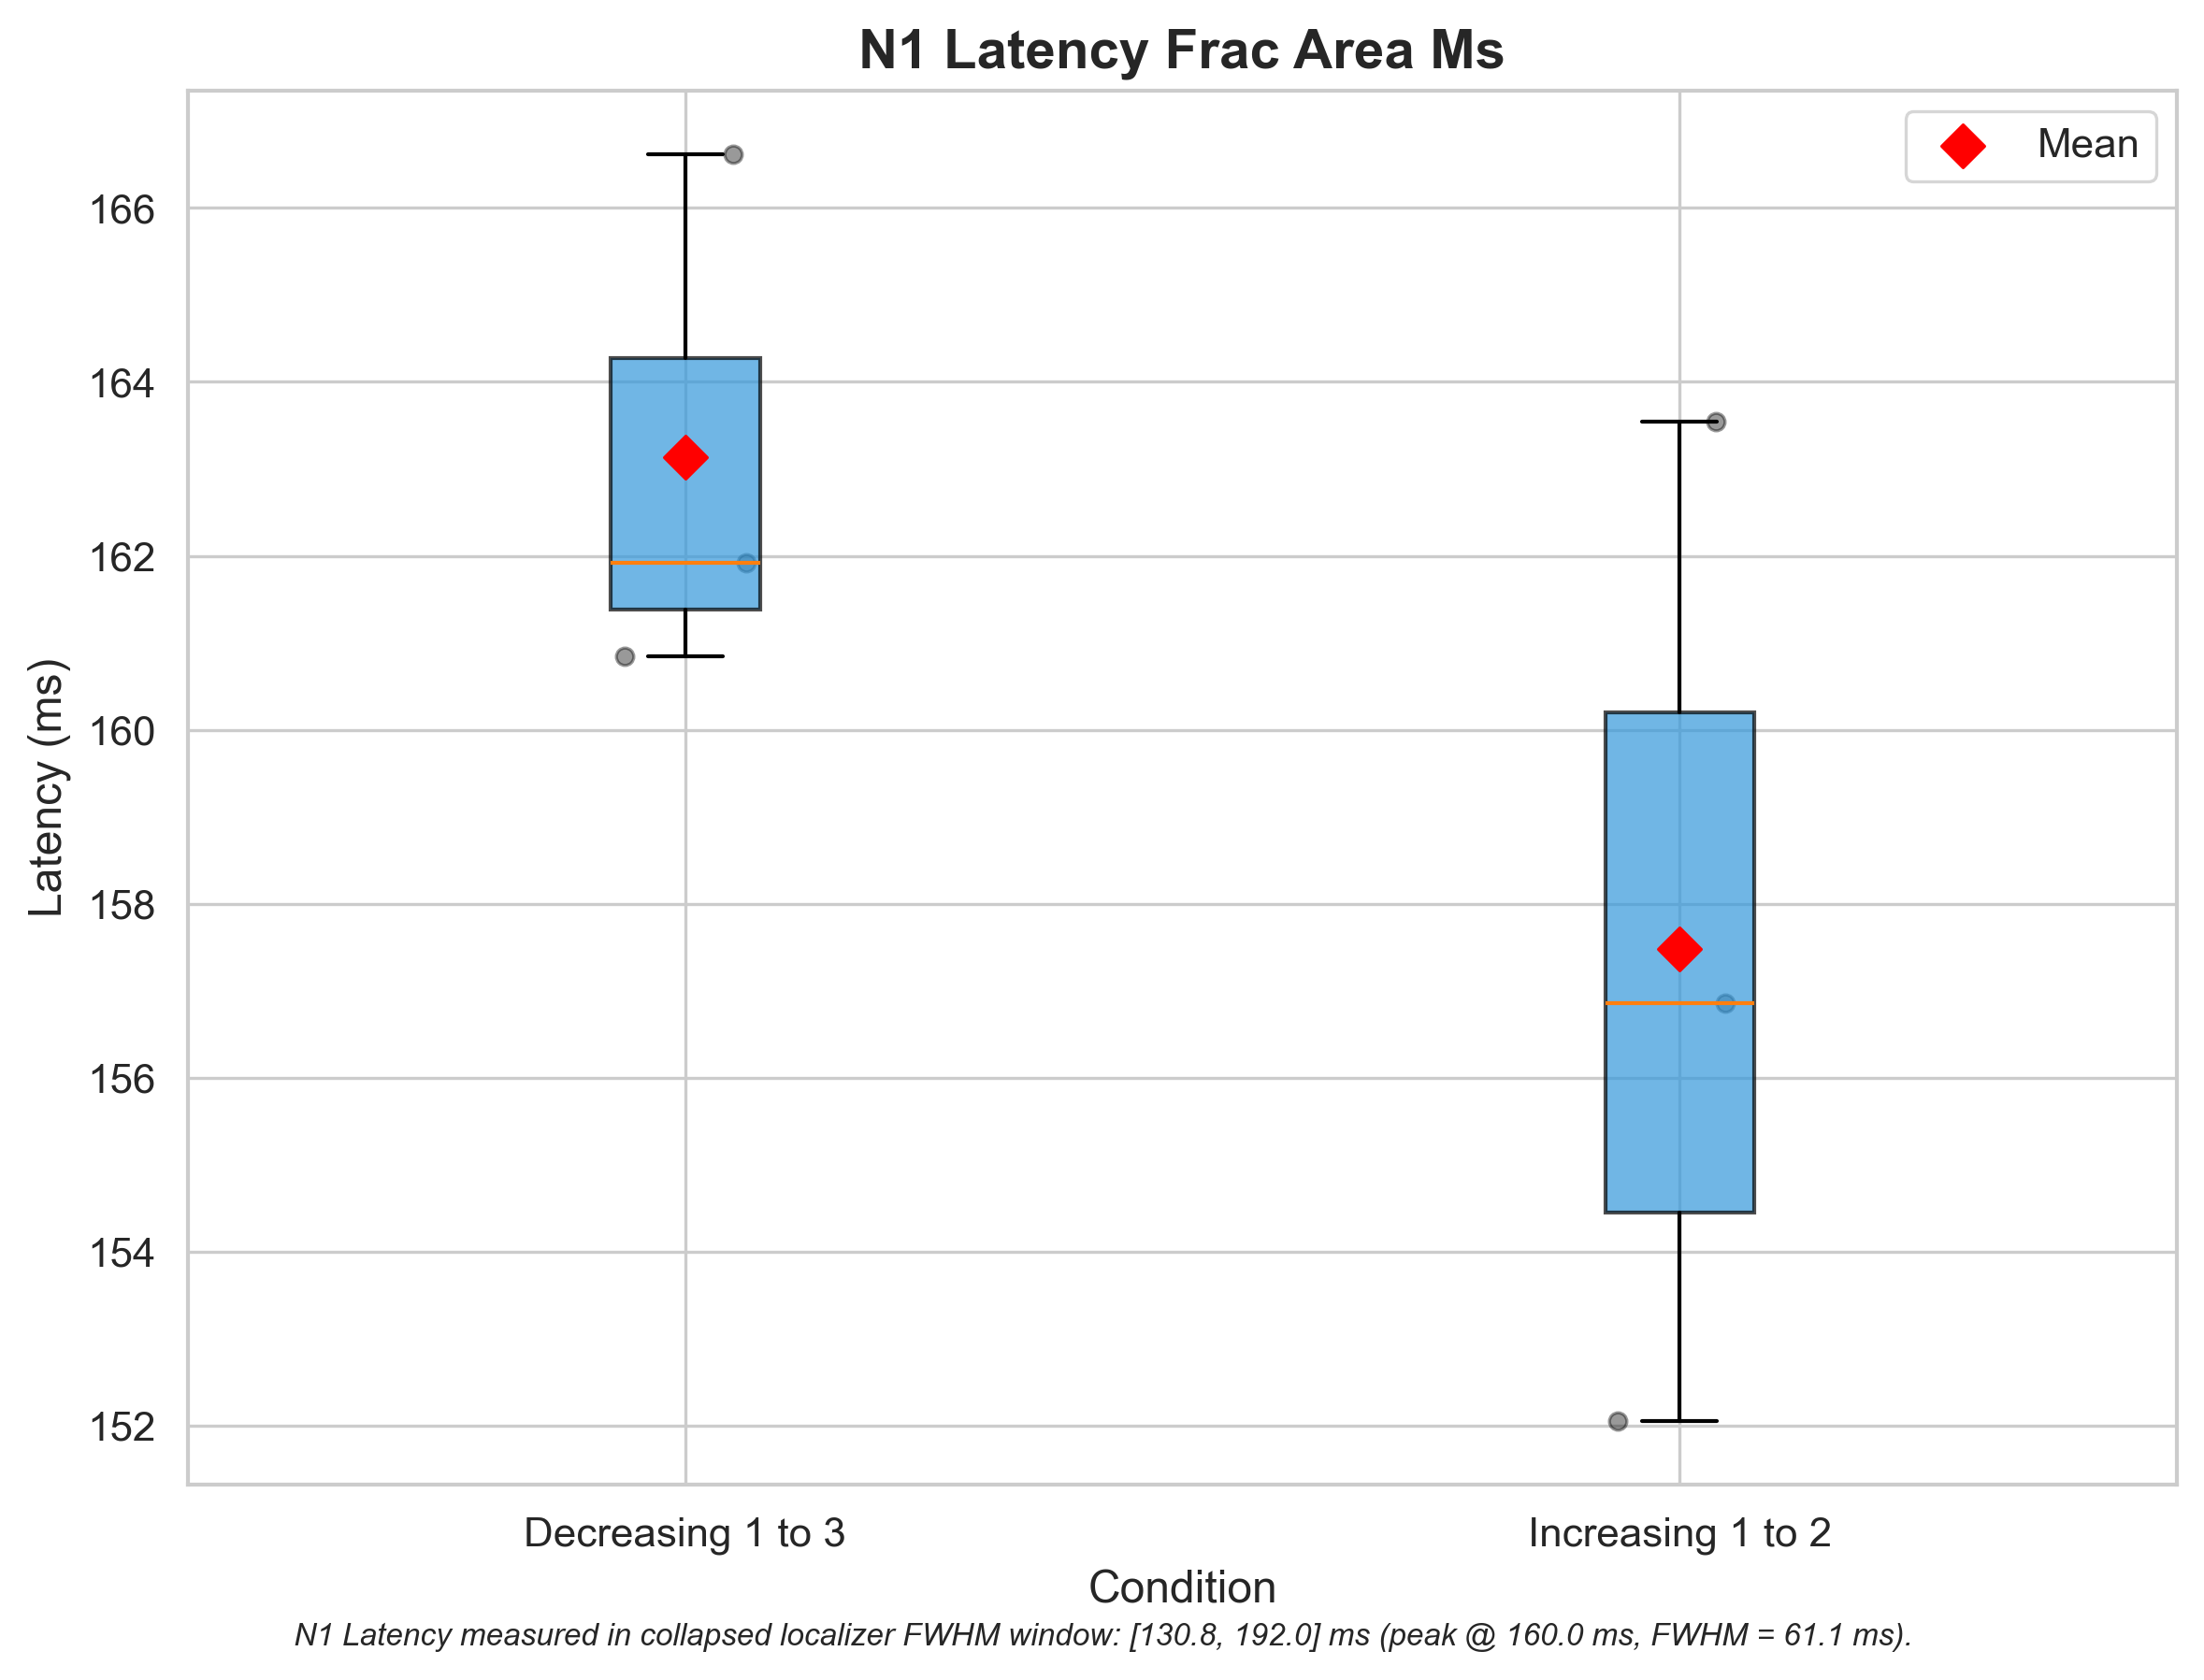 N1 Latency Frac Area Ms
Mean
166
164
162
160
158
156
154
152
Latency (ms)
Decreasing 1 to 3
Increasing 1 to 2
Condition
N1 Latency measured in collapsed localizer FWHM window: [130.8, 192.0] ms (peak @ 160.0 ms, FWHM = 61.1 ms).